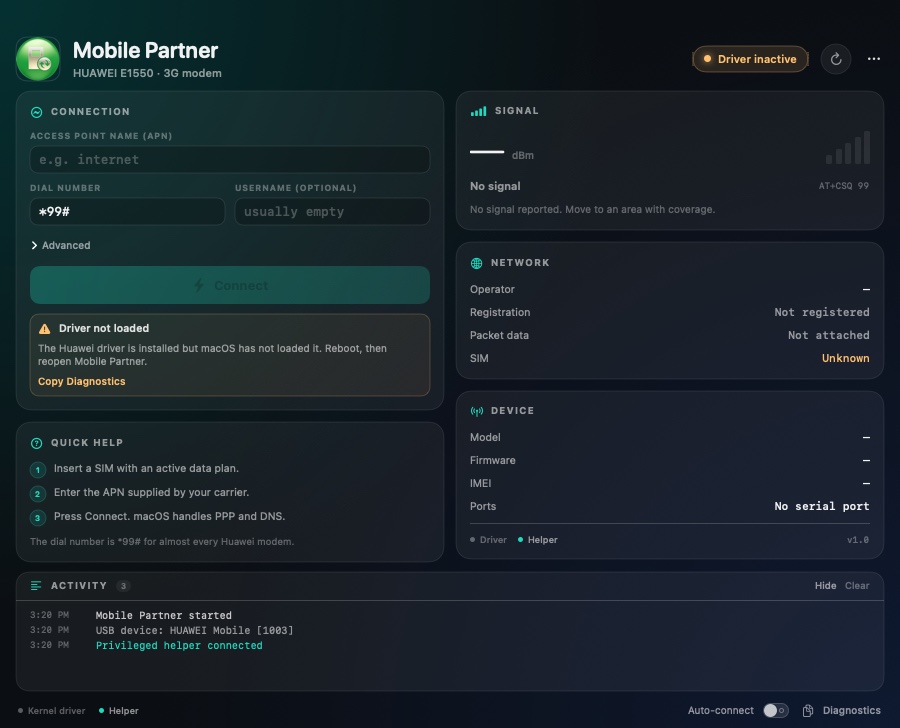 Mobile Partner
HUAWEI E1550 · 3G modem
Driver inactive
CONNECTION
ACCESS POINT NAME (APN)
e.g. internet
DIAL NUMBER
USERNAME (OPTIONAL)
*99#
usually empty
Advanced
Connect
Driver not loaded
The Huawei driver is installed but macOS has not loaded it. Reboot, then
reopen Mobile Partner.
Copy Diagnostics
QUICK HELP
1 Insert a SIM with an active data plan.
2 Enter the APN supplied by your carrier.
3 Press Connect. macOS handles PPP and DNS.
The dial number is *99# for almost every Huawei modem.
SIGNAL
— dBm
No signal
AT+CSQ 99
No signal reported. Move to an area with coverage.
NETWORK
Operator —
Registration Not registered
Packet data Not attached
SIM Unknown
DEVICE
Model —
Firmware —
IMEI —
Ports No serial port
Driver Helper v1.0
ACTIVITY 3
Hide Clear
3:20 PM Mobile Partner started
3:20 PM USB device: HUAWEI Mobile [1003]
3:20 PM Privileged helper connected
Kernel driver Helper
Auto-connect Diagnostics